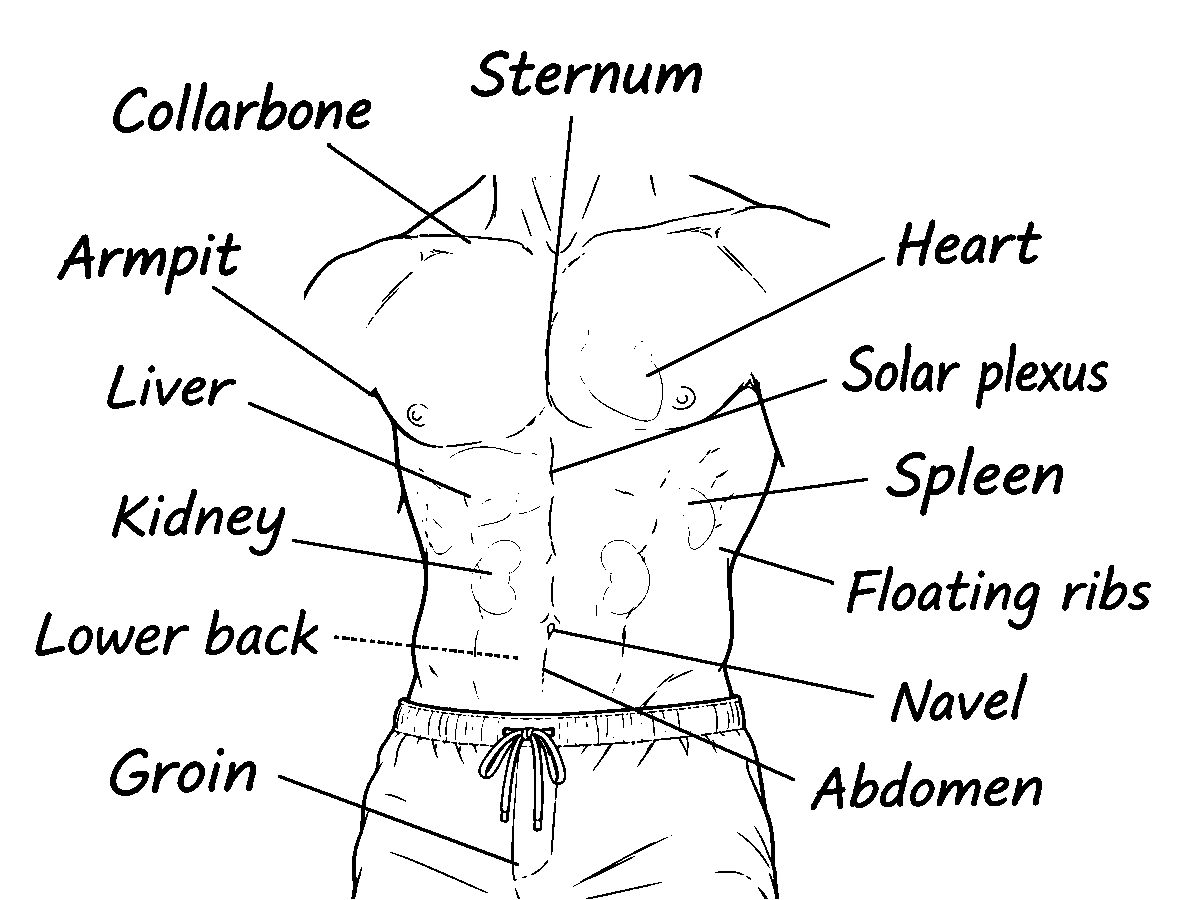 Sternum
Collarbone
Heart
Armpit
Solar plexus
Liver
Spleen
Kidney
Floating ribs
Lower back
Navel
Groin
Abdomen